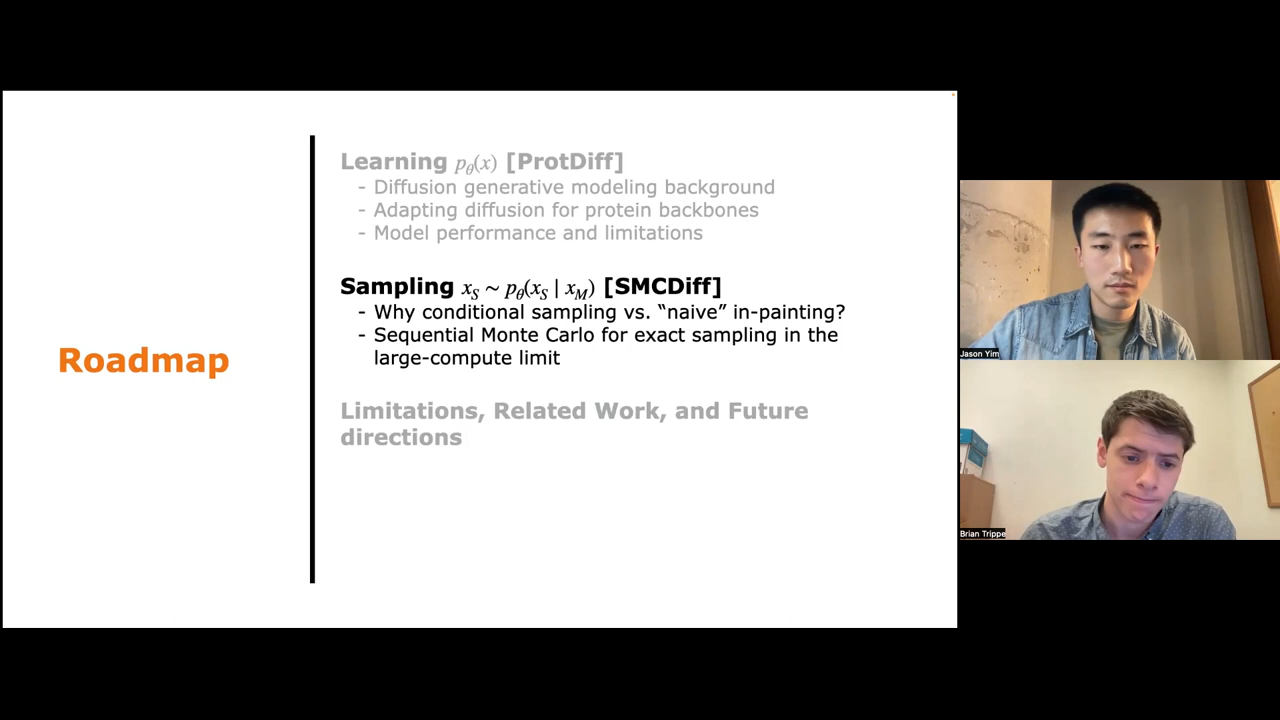 Roadmap
Learning pθ(x) [ProtDiff]
- Diffusion generative modeling background
- Adapting diffusion for protein backbones
- Model performance and limitations
Sampling xS ~ pθ(xS | xM) [SMCDiff]
- Why conditional sampling vs. “naive” in-painting?
- Sequential Monte Carlo for exact sampling in the
large-compute limit
Limitations, Related Work, and Future
directions
Jason Yim
Brian Trippe